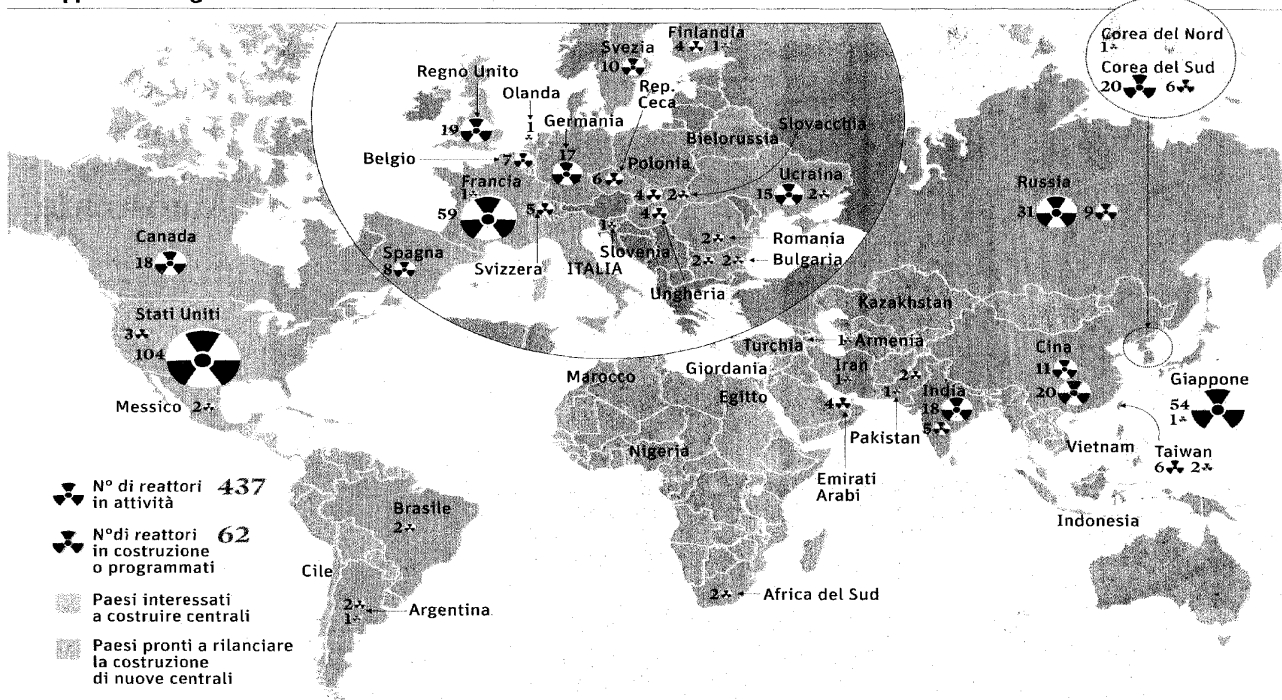 Corea del Nord
1
Corea del Sud
20 6
Finlandia
4 1
Svezia
10
Regno Unito
19
Olanda
1
Rep.
Ceca
6
Germania
17
Bielorussia
Slovacchia
4 2
Belgio
7
Polonia
Francia
1
59
5
Svizzera
Ucraina
15 2
Russia
31 9
4
1
Slovenia
ITALIA
2
Romania
2 2
Bulgaria
Ungheria
Spagna
8
Canada
18
Stati Uniti
3
104
Messico 2
Kazakhstan
Turchia
1 Armenia
Giordania
Iran
1
2
1
Pakistan
India
18
5
Cina
11
20
Giappone
54
1
Marocco
Egitto
4
Emirati
Arabi
Nigeria
Vietnam
Taiwan
6 2
Indonesia
Brasile
2
Cile
2
1
Argentina
2
Africa del Sud
N° di reattori 437
in attività
N°di reattori 62
in costruzione
o programmati
Paesi interessati
a costruire centrali
Paesi pronti a rilanciare
la costruzione
di nuove centrali